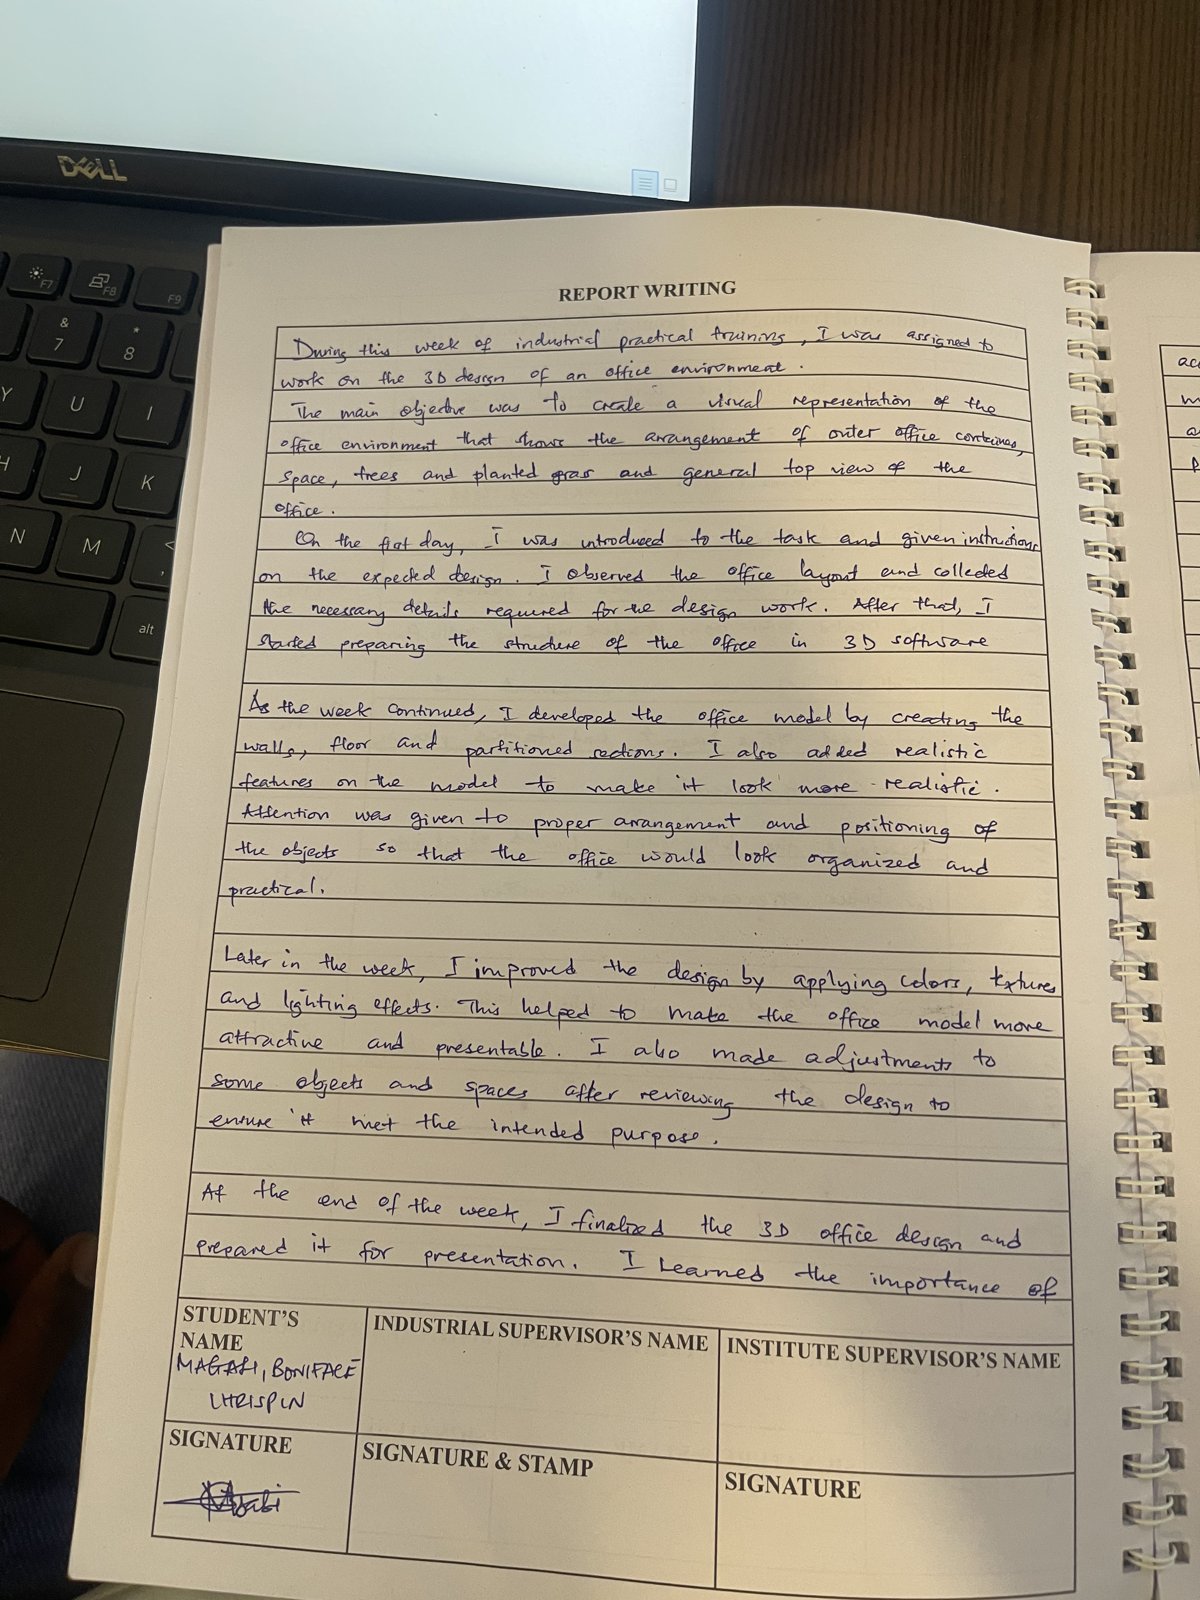 DELL
F7
F8
F9
&
7
*
8
Y
U
I
H
J
K
N
M
<
,
alt
REPORT WRITING
During this week of industrial practical training, I was assigned to
work on the 3D design of an office environment.
The main objective was to create a visual representation of the
office environment that shows the arrangement of outer office containes,
space, trees and planted grass and general top view of the
office.
On the first day, I was introduced to the task and given instructions
on the expected design. I observed the office layout and collected
the necessary details required for the design work. After that, I
started preparing the structure of the office in 3D software
As the week continued, I developed the office model by creating the
walls, floor and partitioned sections. I also added realistic
features on the model to make it look more realistic.
Attention was given to proper arrangement and positioning of
the objects so that the office would look organized and
practical.
Later in the week, I improved the design by applying colors, textures
and lighting effects. This helped to make the office model more
attractive and presentable. I also made adjustments to
some objects and spaces after reviewing the design to
ensure it met the intended purpose.
At the end of the week, I finalized the 3D office design and
prepared it for presentation. I learned the importance of
STUDENT'S
NAME
BONIFACE
INDUSTRIAL SUPERVISOR'S NAME
INSTITUTE SUPERVISOR'S NAME
SIGNATURE
SIGNATURE & STAMP
SIGNATURE